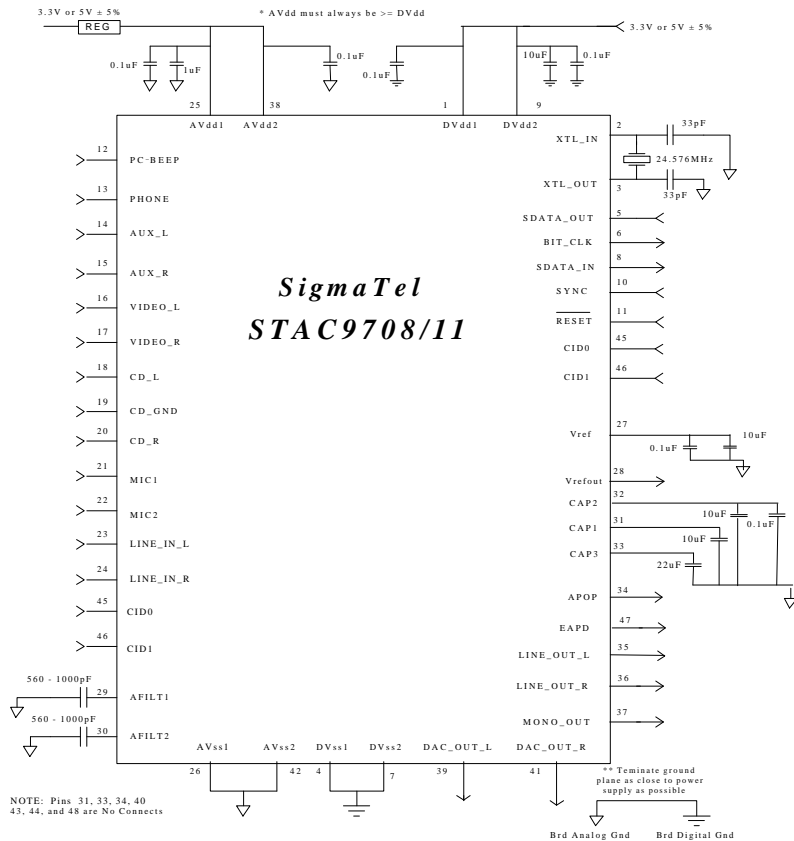 3.3V or 5V ± 5%
REG
* AVdd must always be >= DVdd
3.3V or 5V ± 5%
0.1uF
1uF
0.1uF
0.1uF
10uF
0.1uF
25
38
1
9
AVdd1
AVdd2
DVdd1
DVdd2
SigmaTel
STAC9708/11
12
PC-BEEP
13
PHONE
14
AUX_L
15
AUX_R
16
VIDEO_L
17
VIDEO_R
18
CD_L
19
CD_GND
20
CD_R
21
MIC1
22
MIC2
23
LINE_IN_L
24
LINE_IN_R
45
CID0
46
CID1
560 - 1000pF
29
AFILT1
560 - 1000pF
30
AFILT2
XTL_IN
2
33pF
24.576MHz
XTL_OUT
3
33pF
SDATA_OUT
5
BIT_CLK
6
SDATA_IN
8
SYNC
10
RESET
11
CID0
45
CID1
46
Vref
27
0.1uF
10uF
Vrefout
28
CAP2
32
10uF
0.1uF
CAP1
31
10uF
CAP3
33
22uF
APOP
34
EAPD
47
LINE_OUT_L
35
LINE_OUT_R
36
MONO_OUT
37
AVss1
AVss2
DVss1
DVss2
DAC_OUT_L
DAC_OUT_R
26
42
4
7
39
41
NOTE: Pins 31, 33, 34, 40
43, 44, and 48 are No Connects
** Teminate ground
plane as close to power
supply as possible
Brd Analog Gnd
Brd Digital Gnd